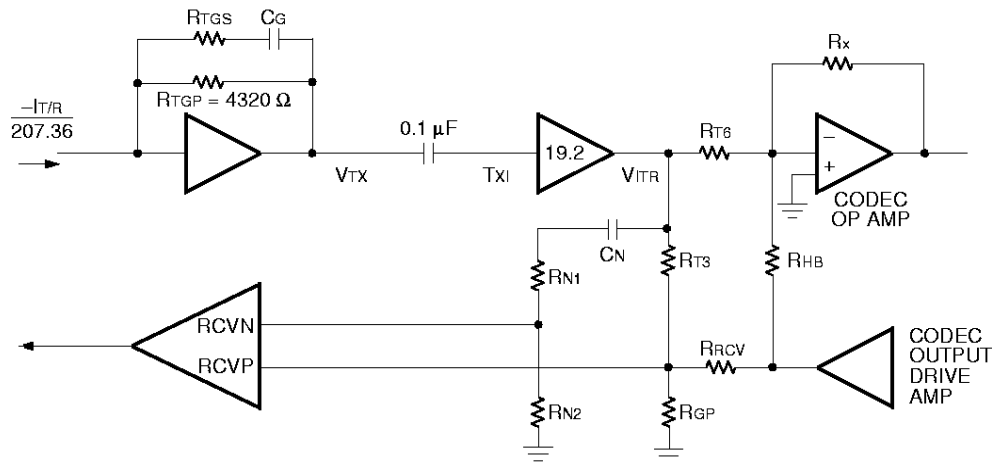 RTGS
CG
RTGP = 4320 Ω
–IT/R
207.36
VTX
0.1 μF
TXI
19.2
VITR
RT6
RX
–
+
CODEC
OP AMP
CN
RN1
RT3
RHB
RCVN
RCVP
RRCV
CODEC
OUTPUT
DRIVE
AMP
RN2
RGP